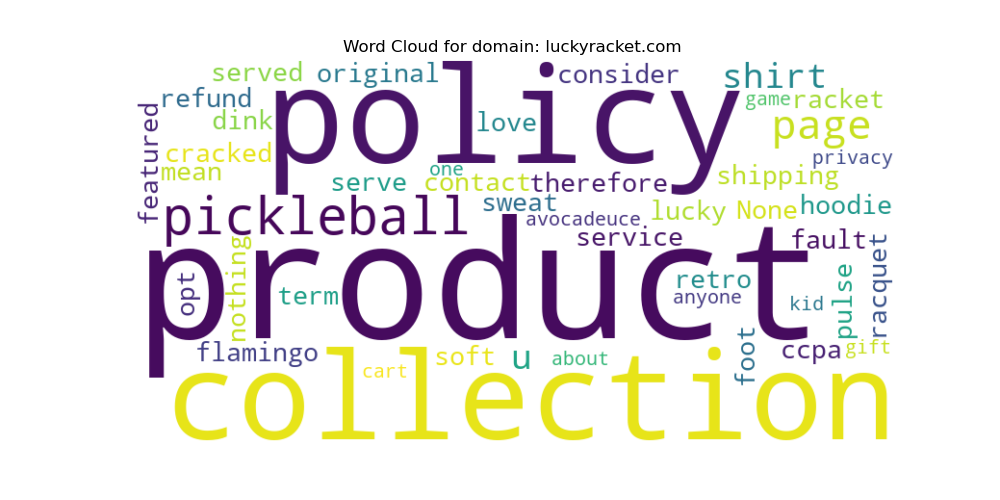 Word Cloud for domain: luckyracket.com
served original policy consider shirt
refund game racket
featured dink love page
cracked one privacy
mean serve contact therefore shipping
pickleball sweat avocadeuce lucky None hoodie
nothing product service fault racquet
opt term retro anyone kid pulse
flamingo soft u about foot ccpa gift
cart collection